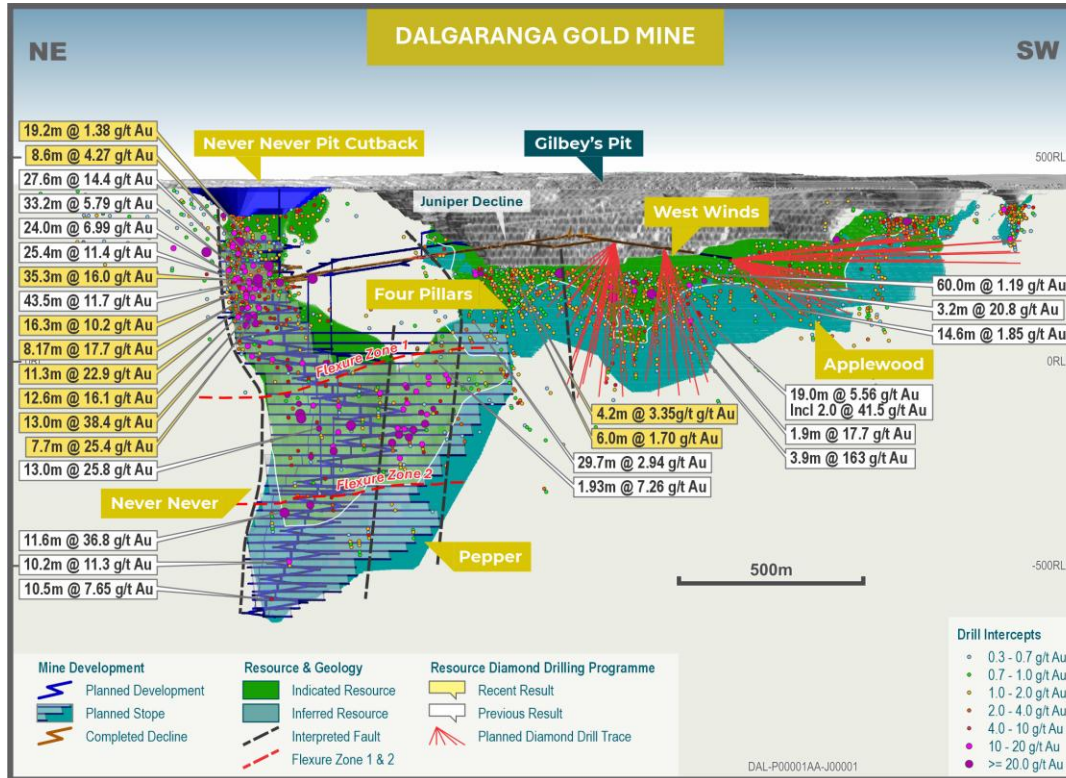 DALGARANGA GOLD MINE
NE
SW
19.2m @ 1.38 g/t Au
8.6m @ 4.27 g/t Au
27.6m @ 14.4 g/t Au
33.2m @ 5.79 g/t Au
24.0m @ 6.99 g/t Au
25.4m @ 11.4 g/t Au
35.3m @ 16.0 g/t Au
43.5m @ 11.7 g/t Au
16.3m @ 10.2 g/t Au
8.17m @ 17.7 g/t Au
11.3m @ 22.9 g/t Au
12.6m @ 16.1 g/t Au
13.0m @ 38.4 g/t Au
7.7m @ 25.4 g/t Au
13.0m @ 25.8 g/t Au
Never Never
11.6m @ 36.8 g/t Au
10.2m @ 11.3 g/t Au
10.5m @ 7.65 g/t Au
Never Never Pit Cutback
Gilbey's Pit
Juniper Decline
West Winds
Four Pillars
Flexure Zone 1
Flexure Zone 2
Pepper
500RL
0RL
-500RL
60.0m @ 1.19 g/t Au
3.2m @ 20.8 g/t Au
14.6m @ 1.85 g/t Au
Applewood
19.0m @ 5.56 g/t Au
Incl 2.0 @ 41.5 g/t Au
1.9m @ 17.7 g/t Au
3.9m @ 163 g/t Au
4.2m @ 3.35g/t g/t Au
6.0m @ 1.70 g/t Au
29.7m @ 2.94 g/t Au
1.93m @ 7.26 g/t Au
500m
Mine Development
Planned Development
Planned Stope
Completed Decline
Resource & Geology
Indicated Resource
Inferred Resource
Interpreted Fault
Flexure Zone 1 & 2
Resource Diamond Drilling Programme
Recent Result
Previous Result
Planned Diamond Drill Trace
Drill Intercepts
0.3 - 0.7 g/t Au
0.7 - 1.0 g/t Au
1.0 - 2.0 g/t Au
2.0 - 4.0 g/t Au
4.0 - 10 g/t Au
10 - 20 g/t Au
>= 20.0 g/t Au
DAL-P00001AA-J00001